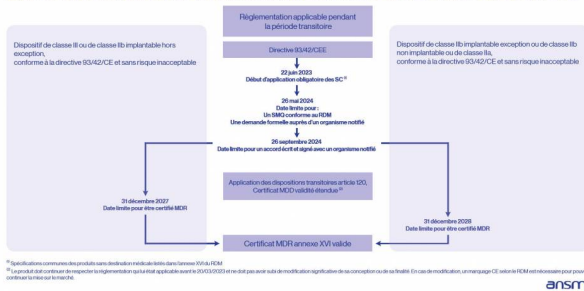 Réglementation applicable pendant
la période transitoire
Dispositif de classe III ou de classe IIb implantable hors
exception,
conforme à la directive 93/42/CE et sans risque inacceptable
Dispositif de classe IIb implantable exception ou de classe IIb
non implantable ou de classe IIa,
conforme à la directive 93/42/CE et sans risque inacceptable
Directive 93/42/CEE
22 juin 2023
Début d'application obligatoire des SC (1)
26 mai 2024
Date limite pour :
Un SMQ conforme au RDM
Une demande formelle auprès d'un organisme notifié
26 septembre 2024
Date limite pour un accord écrit et signé avec un organisme notifié
Application des dispositions transitoires article 120,
Certificat MDD validité étendue (2)
31 décembre 2027
Date limite pour être certifié MDR
31 décembre 2028
Date limite pour être certifié MDR
Certificat MDR annexe XVI valide
Spécifications communes des produits sans destination médicale listés dans l'annexe XVI du RDM
Le produit doit continuer de respecter la réglementation qui lui était applicable avant le 20/03/2023 et ne doit pas avoir subi de modification significative de sa conception ou de sa finalité. En cas de modification, un marquage CE selon le RDM est nécessaire pour pouv
continuer la mise sur le marché.
ansm